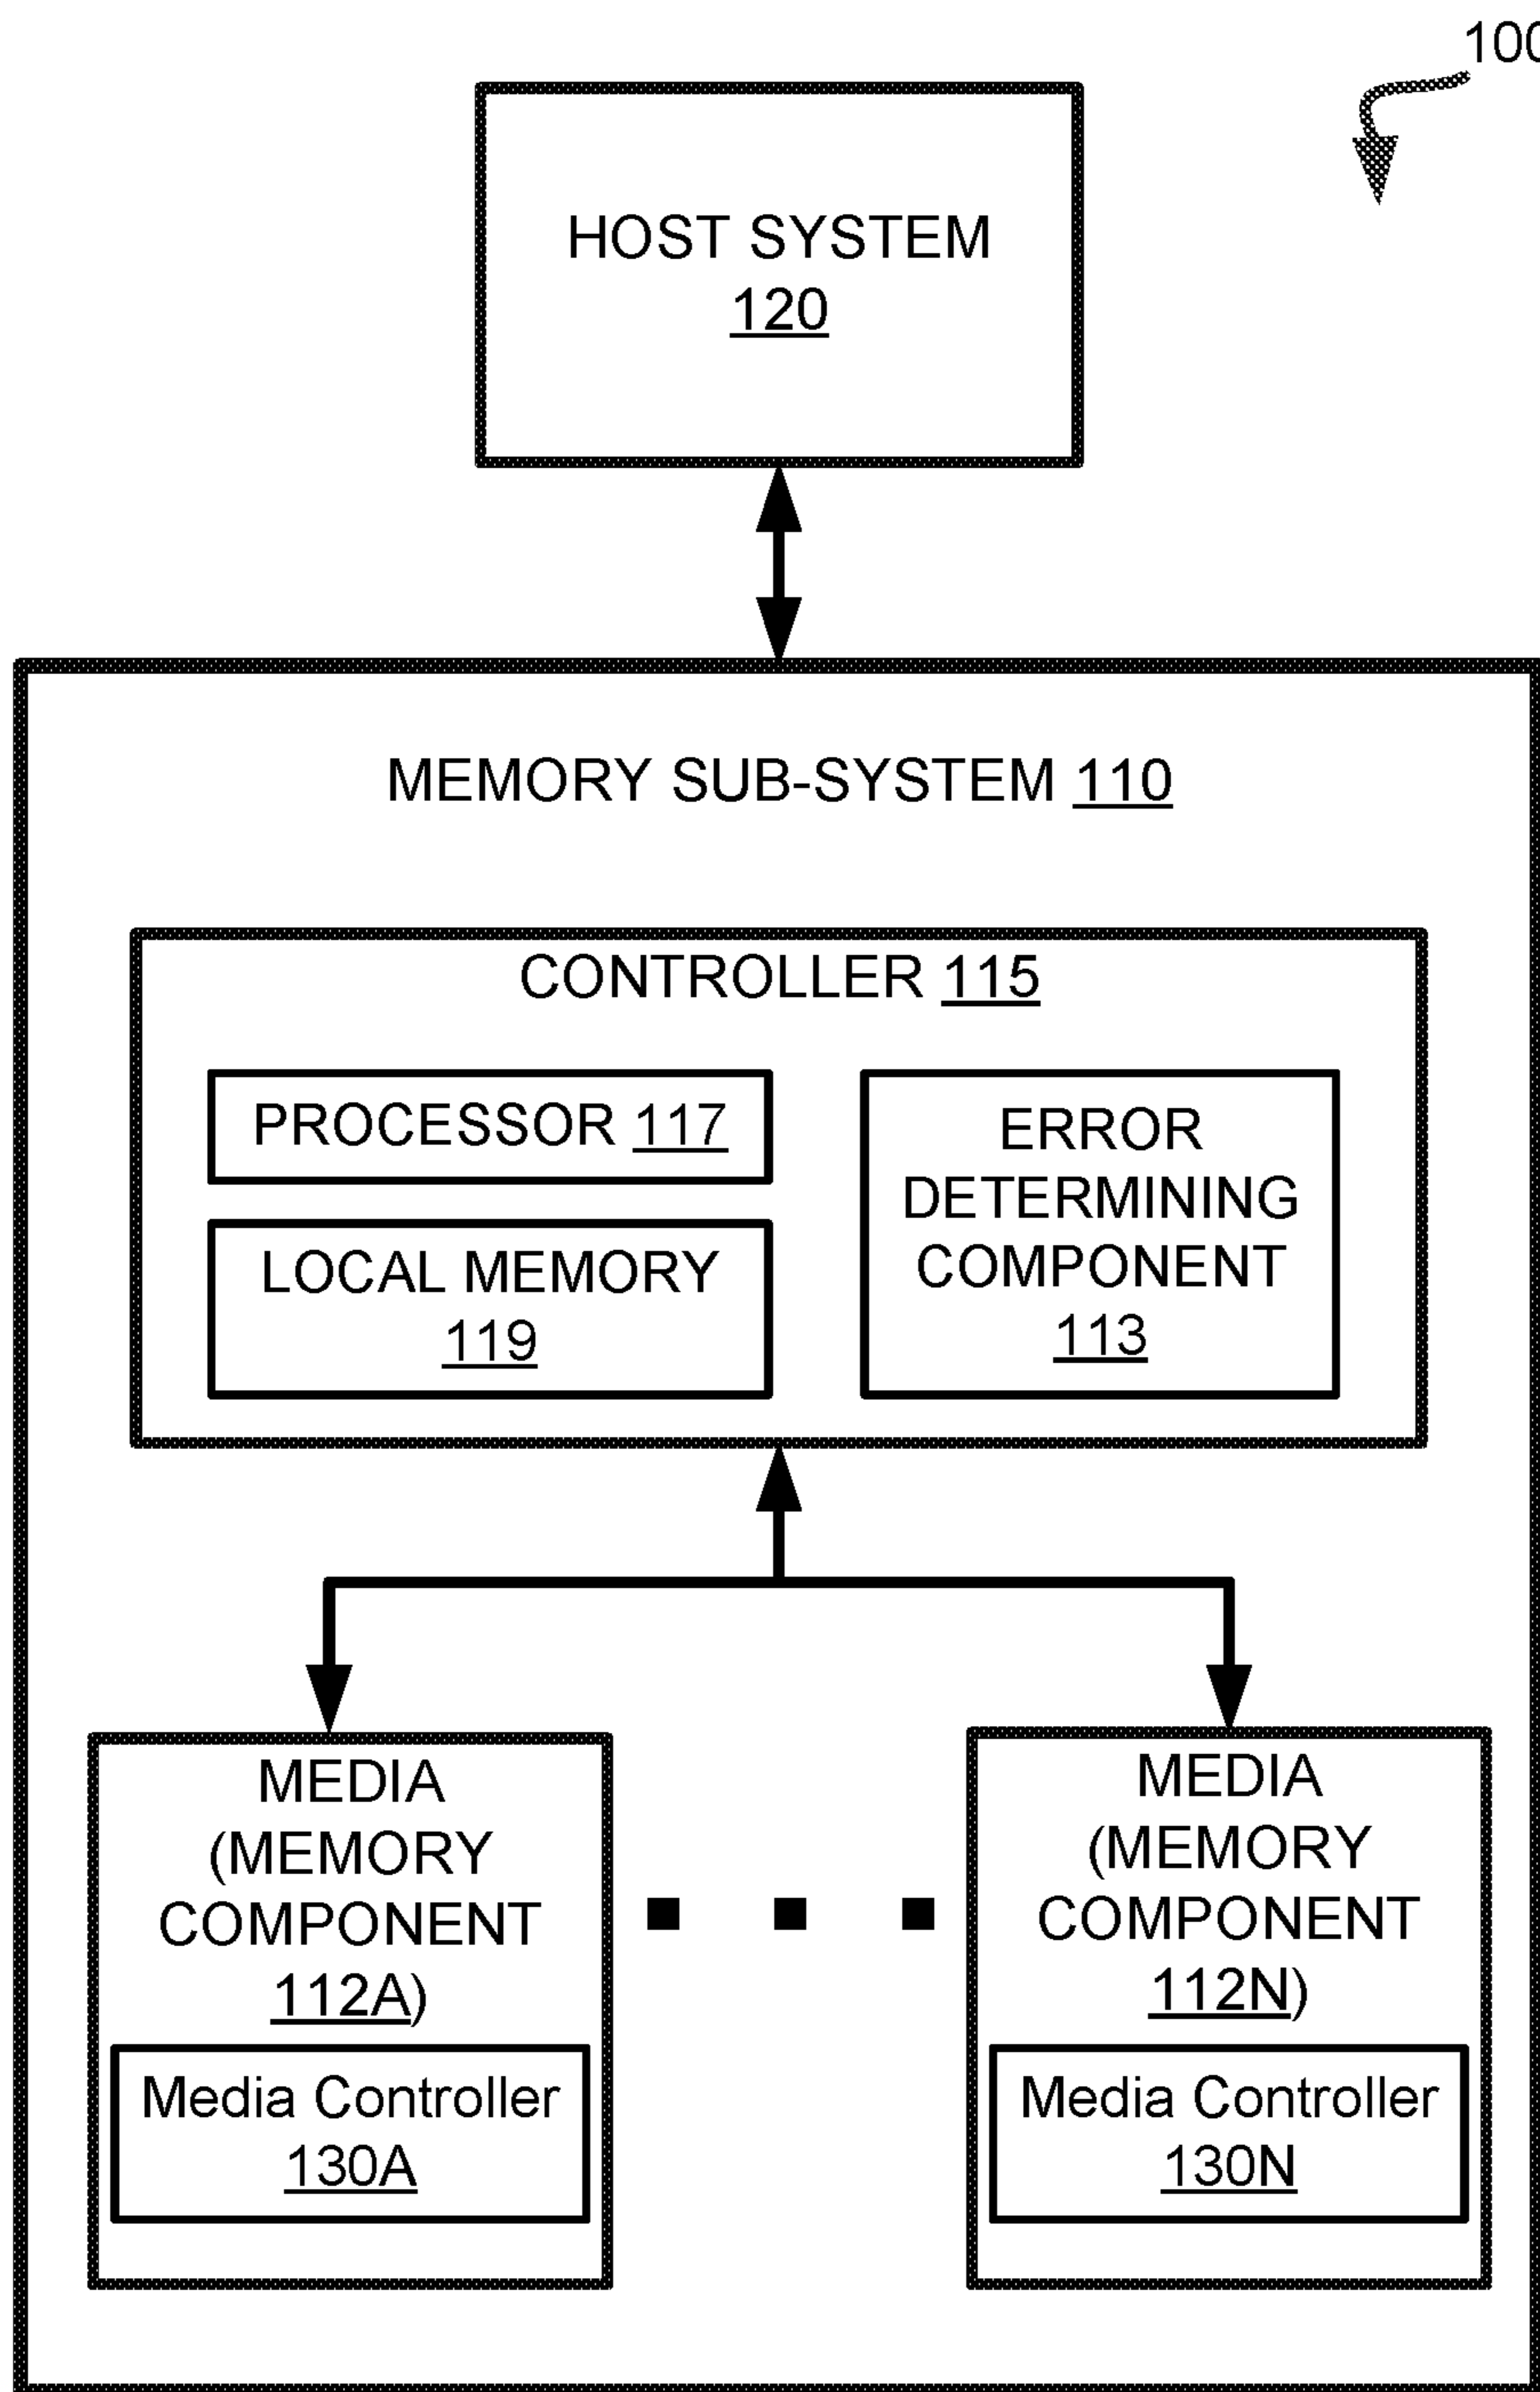 100
HOST SYSTEM
120
MEMORY SUB-SYSTEM 110
CONTROLLER 115
PROCESSOR 117
LOCAL MEMORY
119
ERROR
DETERMINING
COMPONENT
113
MEDIA
(MEMORY
COMPONENT
112A)
Media Controller
130A
MEDIA
(MEMORY
COMPONENT
112N)
Media Controller
130N